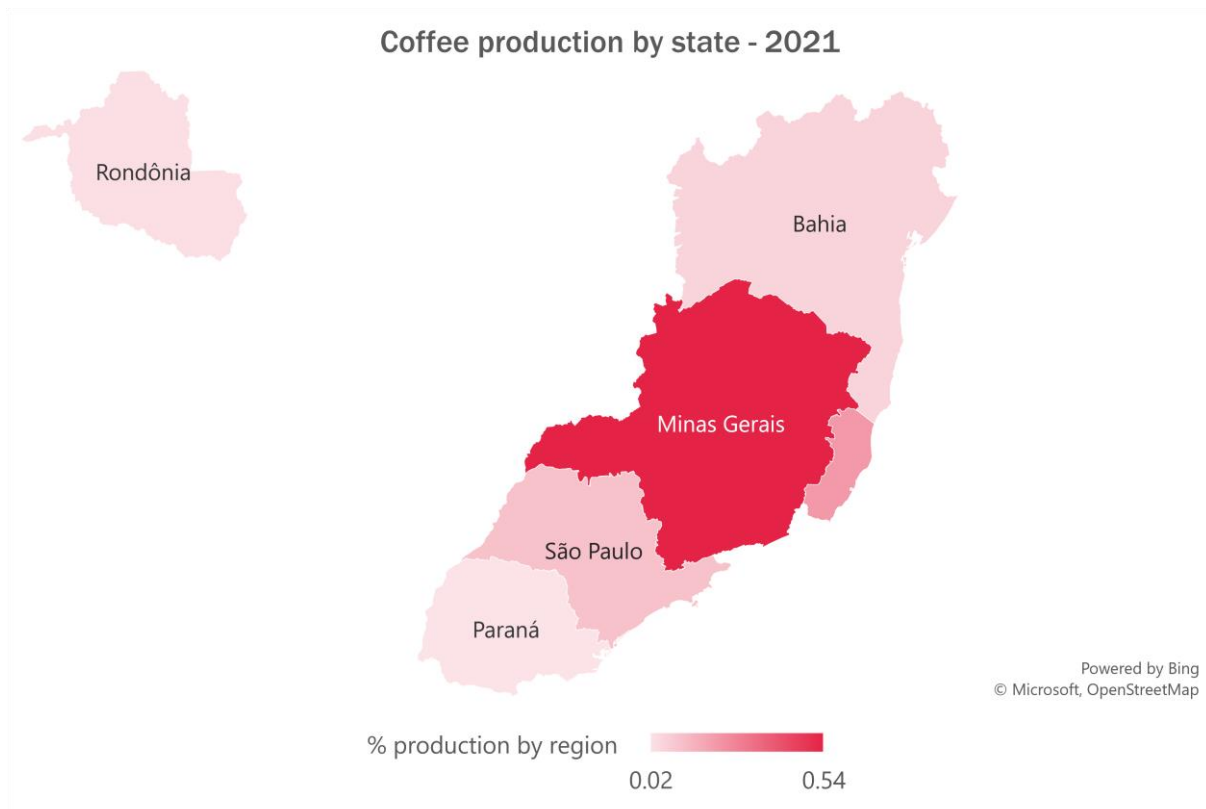 Coffee production by state - 2021
Rondônia
Bahia
Minas Gerais
São Paulo
Paraná
Powered by Bing
© Microsoft, OpenStreetMap
% production by region
0.02 0.54